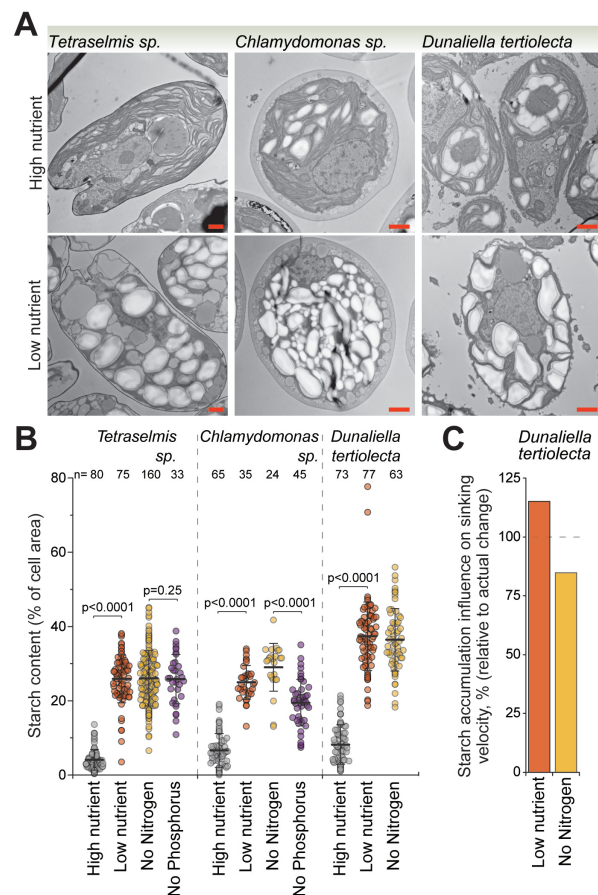 A
Tetraselmis sp.
Chlamydomonas sp.
Dunaliella tertiolecta
High nutrient
Low nutrient
B
Tetraselmis sp.
Chlamydomonas sp.
Dunaliella tertiolecta
n= 80 75 160 33 65 35 24 45 73 77 63
Starch content (% of cell area)
80
60
40
20
0
p<0.0001
p=0.25
p<0.0001
p<0.0001
p<0.0001
High nutrient
Low nutrient
No Nitrogen
No Phosphorus
High nutrient
Low nutrient
No Nitrogen
No Phosphorus
High nutrient
Low nutrient
No Nitrogen
C
Dunaliella
tertiolecta
Starch accumulation influence on sinking
velocity, % (relative to actual change)
125
100
75
50
25
0
Low nutrient
No Nitrogen